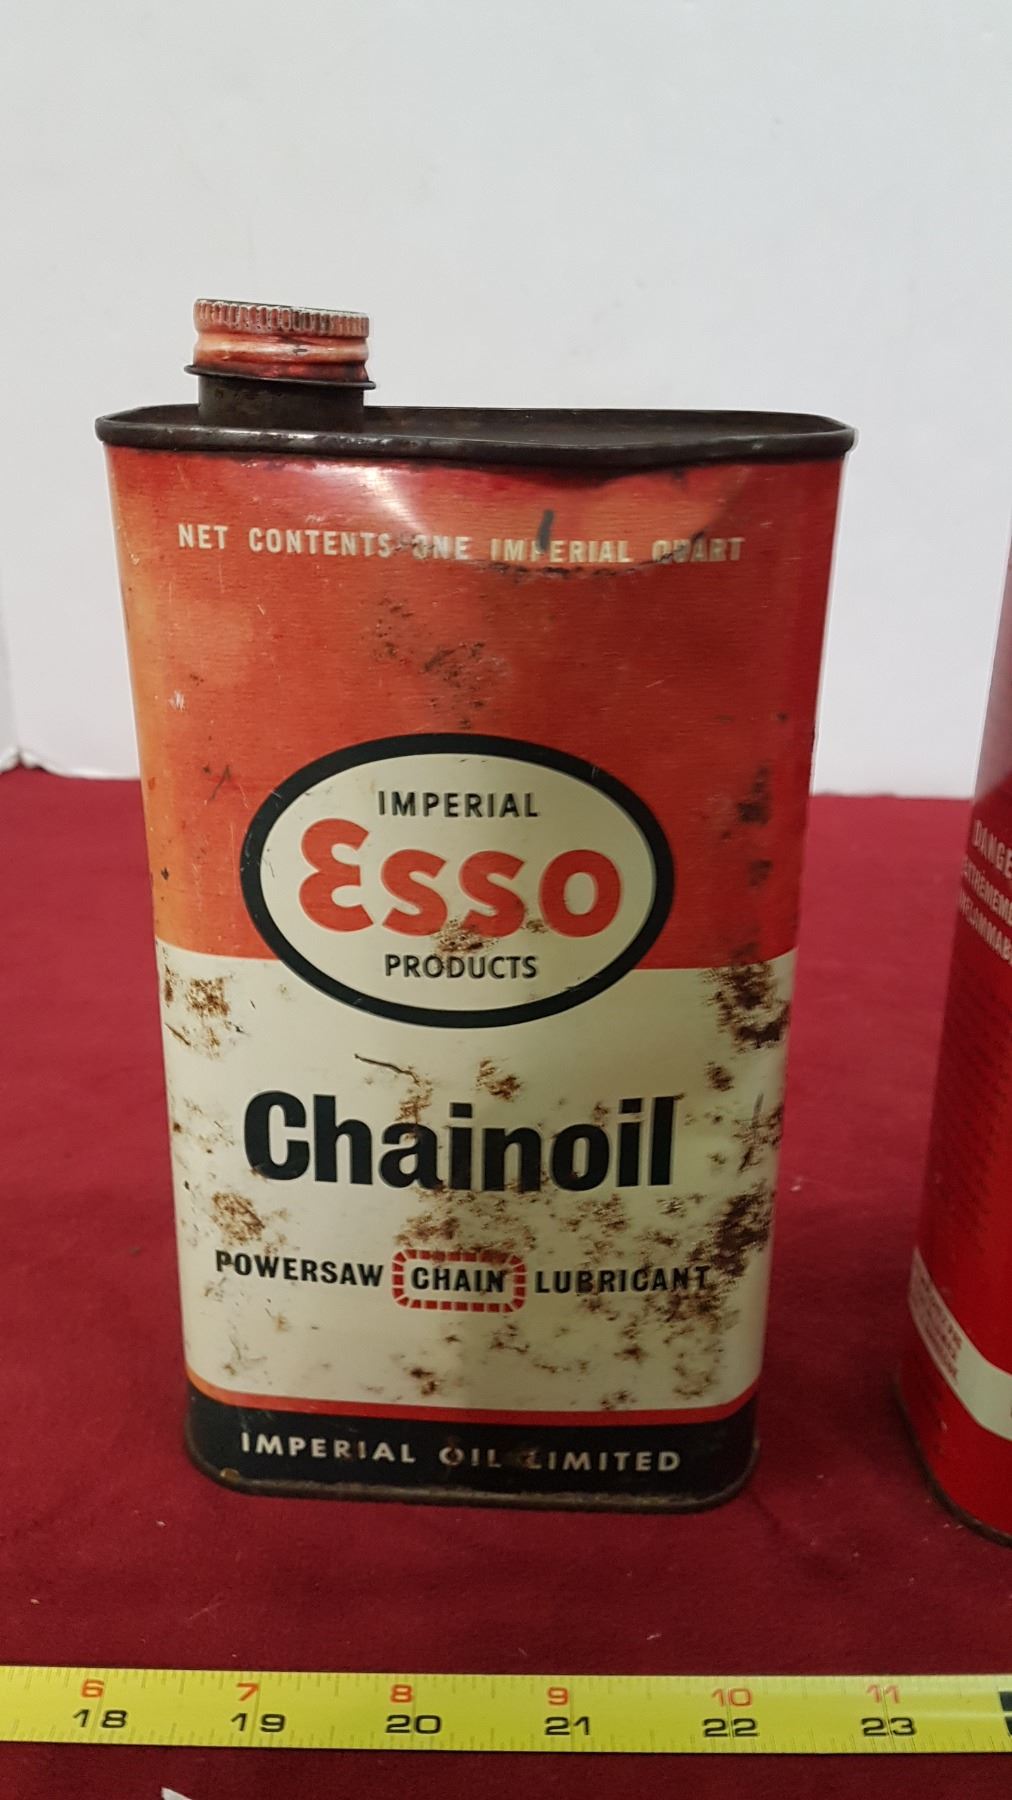 NET CONTENTS ONE IMPERIAL QUART
IMPERIAL
Esso
PRODUCTS
Chainoil
POWERSAW CHAIN LUBRICANT
IMPERIAL OIL LIMITED
6 7 8 9 10 11
18 19 20 21 22 23